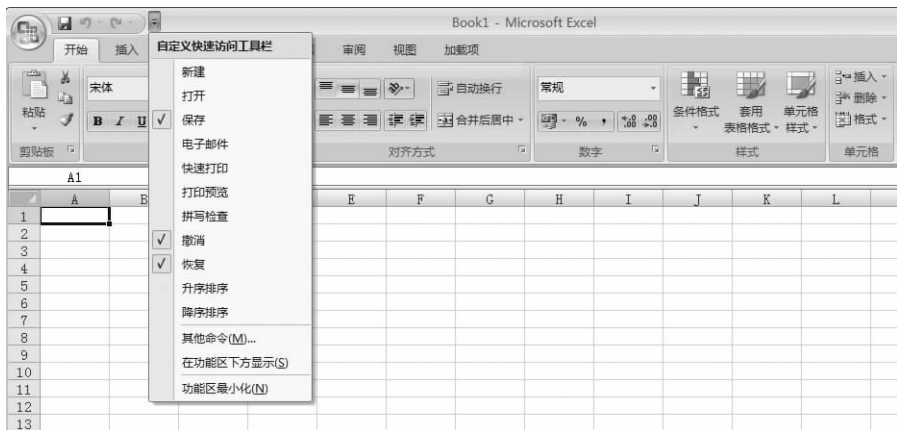 Book1 - Microsoft Excel
开始 插入 审阅 视图 加载项
自定义快速访问工具栏
新建
打开
保存
电子邮件
快速打印
打印预览
拼写检查
撤消
恢复
升序排序
降序排序
其他命令(M)...
在功能区下方显示(S)
功能区最小化(N)
粘贴
剪贴板
宋体
B I U
自动换行
合并后居中
对齐方式
常规
% ,
.0 .00
.00 .0
数字
条件格式
套用
表格格式
单元格
样式
样式
插入
删除
格式
单元格
A1
A B E F G H I J K L
1
2
3
4
5
6
7
8
9
10
11
12
13